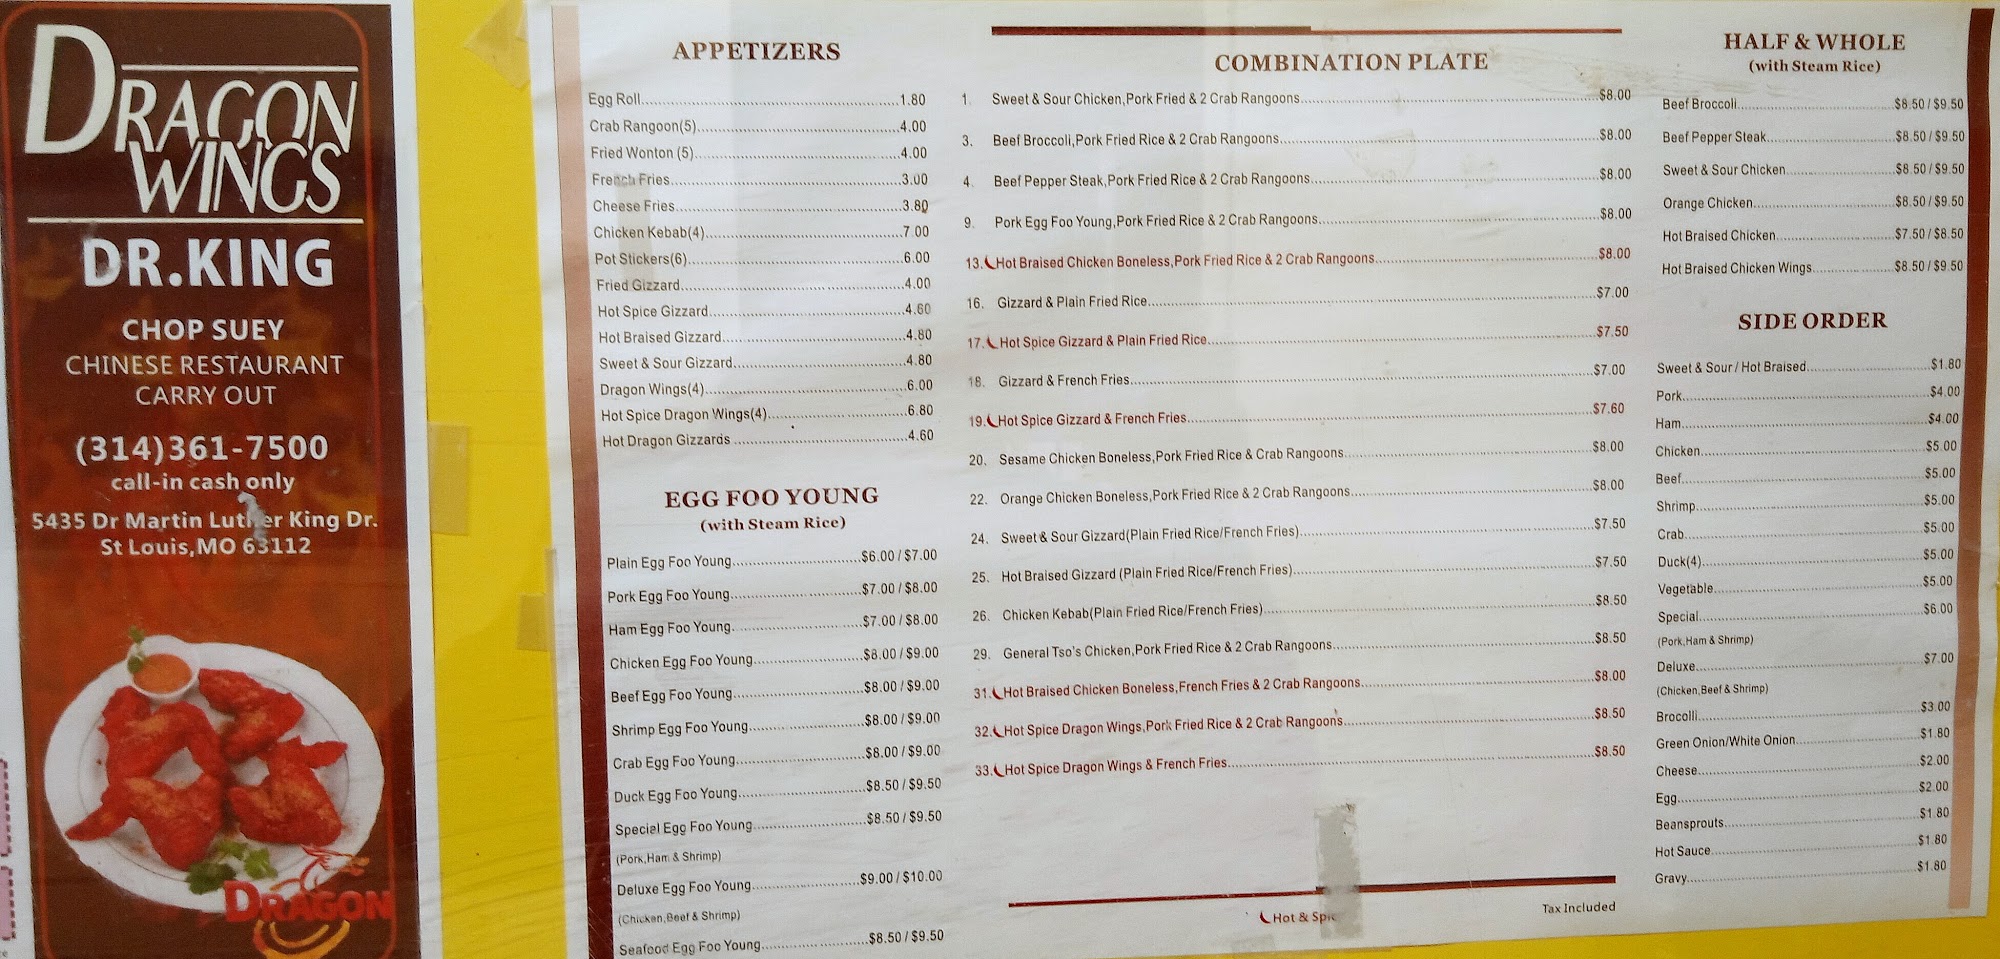 DRAGON
WINGS
DR.KING
CHOP SUEY
CHINESE RESTAURANT
CARRY OUT
(314)361-7500
call-in cash only
5435 Dr Martin Luther King Dr.
St Louis,MO 63112
DRAGON
APPETIZERS
Egg Roll 1.80
Crab Rangoon(5) 4.00
Fried Wonton (5) 4.00
French Fries 3.00
Cheese Fries 3.80
Chicken Kebab(4) 7.00
Pot Stickers(6) 6.00
Fried Gizzard 4.00
Hot Spice Gizzard 4.60
Hot Braised Gizzard 4.80
Sweet & Sour Gizzard 4.80
Dragon Wings(4) 6.00
Hot Spice Dragon Wings(4) 6.80
Hot Dragon Gizzards 4.60
EGG FOO YOUNG
(with Steam Rice)
Plain Egg Foo Young $6.00 / $7.00
Pork Egg Foo Young $7.00 / $8.00
Ham Egg Foo Young $7.00 / $8.00
Chicken Egg Foo Young $8.00 / $9.00
Beef Egg Foo Young $8.00 / $9.00
Shrimp Egg Foo Young $8.00 / $9.00
Crab Egg Foo Young $8.00 / $9.00
Duck Egg Foo Young $8.50 / $9.50
Special Egg Foo Young $8.50 / $9.50
(Pork,Ham & Shrimp)
Deluxe Egg Foo Young $9.00 / $10.00
(Chicken,Beef & Shrimp)
Seafood Egg Foo Young $8.50 / $9.50
COMBINATION PLATE
1. Sweet & Sour Chicken,Pork Fried & 2 Crab Rangoons $8.00
3. Beef Broccoli,Pork Fried Rice & 2 Crab Rangoons $8.00
4. Beef Pepper Steak,Pork Fried Rice & 2 Crab Rangoons $8.00
9. Pork Egg Foo Young,Pork Fried Rice & 2 Crab Rangoons $8.00
13. Hot Braised Chicken Boneless,Pork Fried Rice & 2 Crab Rangoons $8.00
16. Gizzard & Plain Fried Rice $7.00
17. Hot Spice Gizzard & Plain Fried Rice $7.50
18. Gizzard & French Fries $7.00
19. Hot Spice Gizzard & French Fries $7.60
20. Sesame Chicken Boneless,Pork Fried Rice & Crab Rangoons $8.00
22. Orange Chicken Boneless,Pork Fried Rice & 2 Crab Rangoons $8.00
24. Sweet & Sour Gizzard(Plain Fried Rice/French Fries) $7.50
25. Hot Braised Gizzard (Plain Fried Rice/French Fries) $7.50
26. Chicken Kebab(Plain Fried Rice/French Fries) $8.50
29. General Tso's Chicken,Pork Fried Rice & 2 Crab Rangoons $8.50
31. Hot Braised Chicken Boneless,French Fries & 2 Crab Rangoons $8.00
32. Hot Spice Dragon Wings,Pork Fried Rice & 2 Crab Rangoons $8.50
33. Hot Spice Dragon Wings & French Fries $8.50
Hot &
Tax Included
HALF & WHOLE
(with Steam Rice)
Beef Broccoli $8.50 / $9.50
Beef Pepper Steak $8.50 / $9.50
Sweet & Sour Chicken $8.50 / $9.50
Orange Chicken $8.50 / $9.50
Hot Braised Chicken $7.50 / $8.50
Hot Braised Chicken Wings $8.50 / $9.50
SIDE ORDER
Sweet & Sour / Hot Braised $1.80
Pork $4.00
Ham $4.00
Chicken $5.00
Beef $5.00
Shrimp $5.00
Crab $5.00
Duck(4) $5.00
Vegetable $5.00
Special $6.00
(Pork,Ham & Shrimp)
Deluxe $7.00
(Chicken,Beef & Shrimp)
Brocolli $3.00
Green Onion/White Onion $1.80
Cheese $2.00
Egg $2.00
Beansprouts $1.80
Hot Sauce $1.80
Gravy $1.80